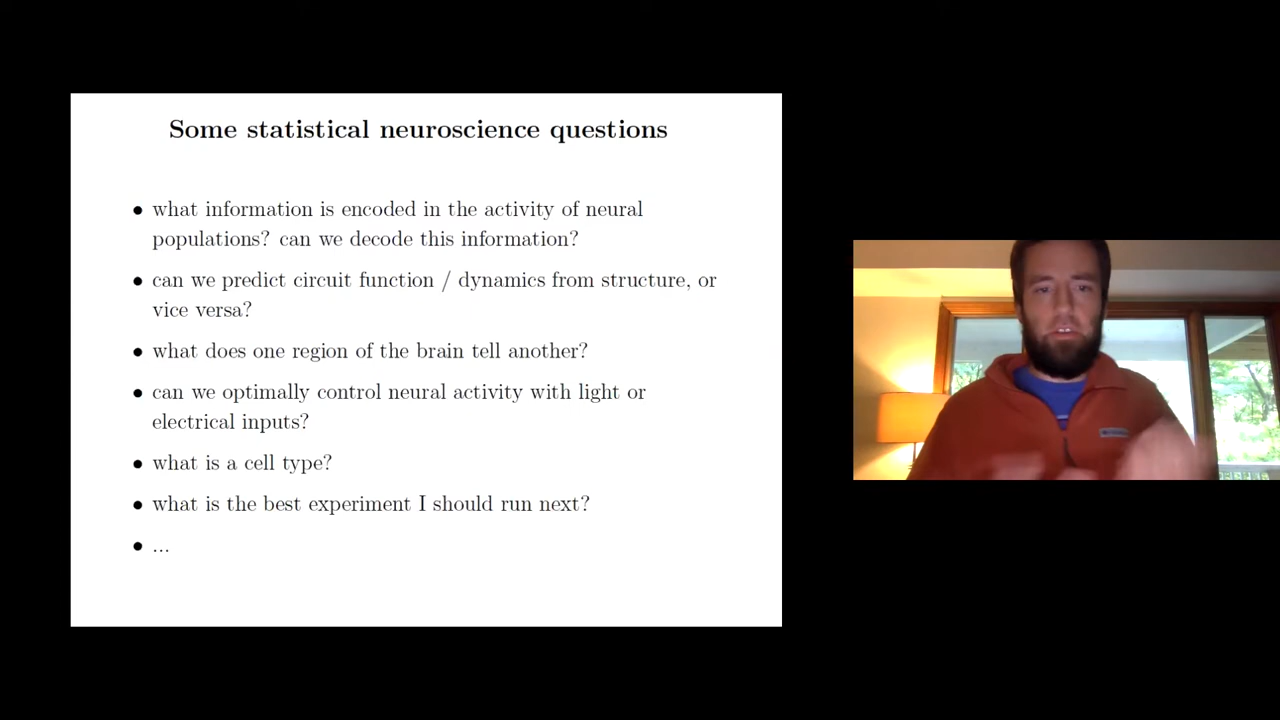 Some statistical neuroscience questions
• what information is encoded in the activity of neural
populations? can we decode this information?
• can we predict circuit function / dynamics from structure, or
vice versa?
• what does one region of the brain tell another?
• can we optimally control neural activity with light or
electrical inputs?
• what is a cell type?
• what is the best experiment I should run next?
• ...